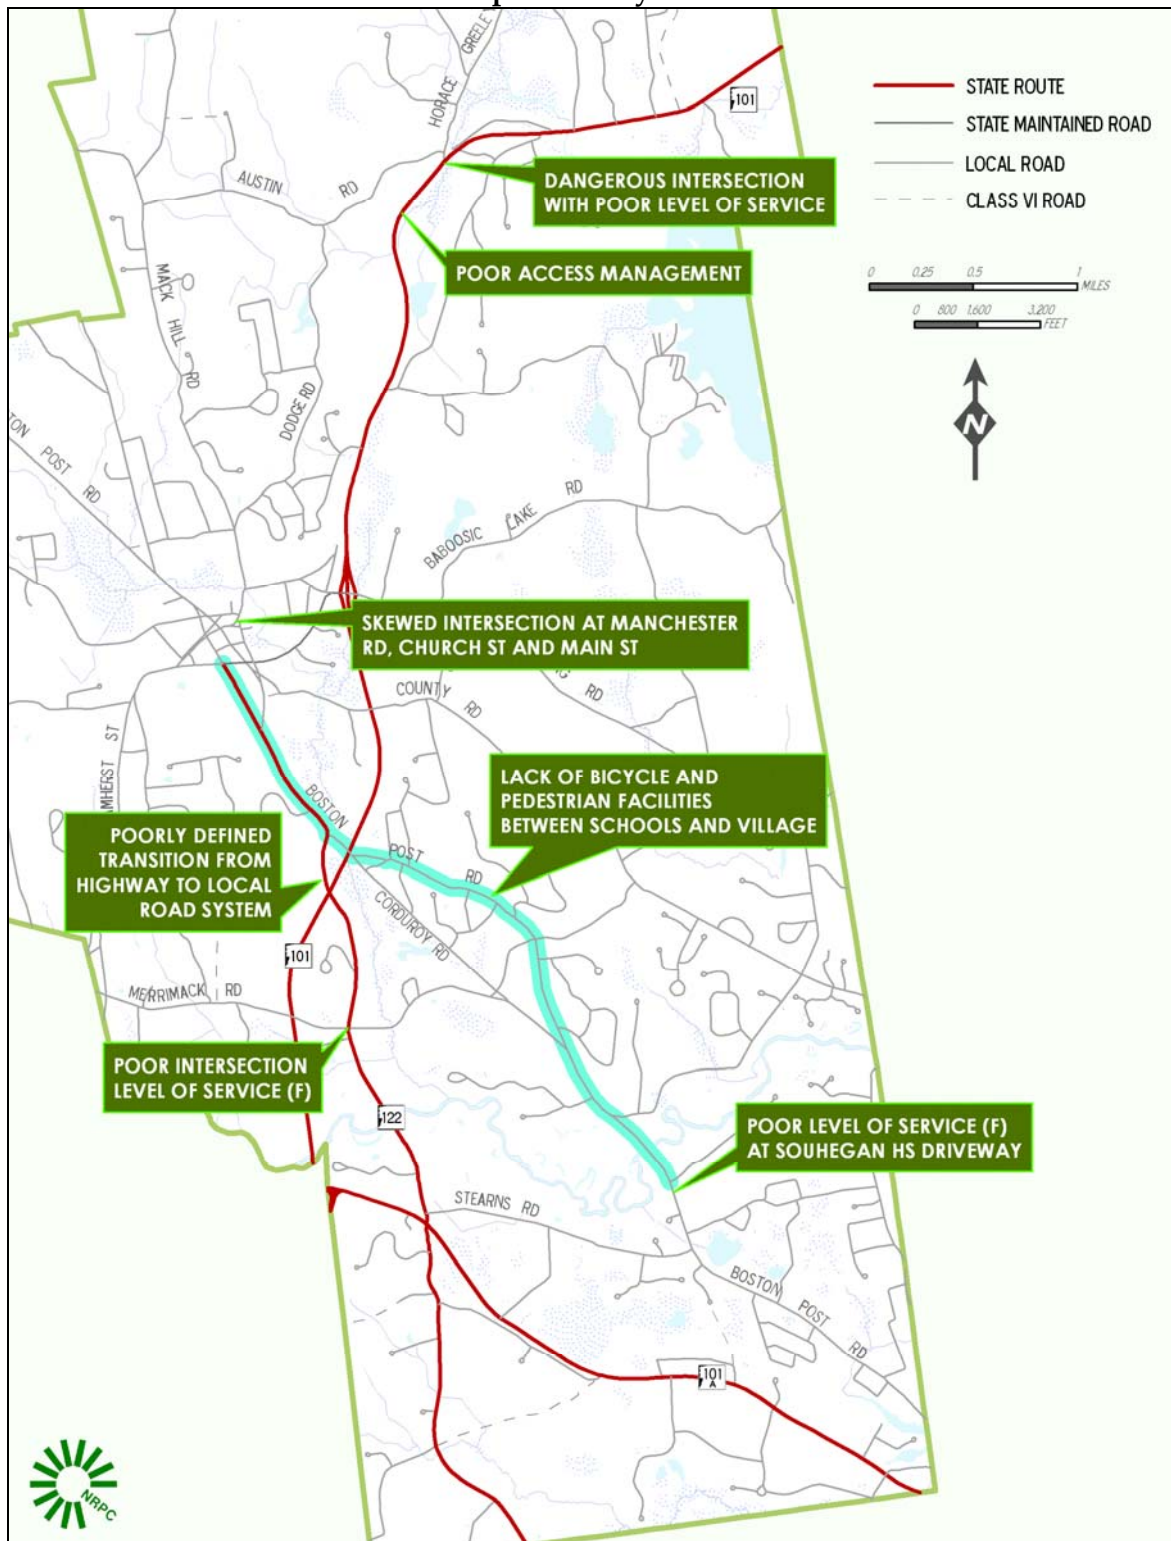 HORACE
GREELEY
101
STATE ROUTE
STATE MAINTAINED ROAD
LOCAL ROAD
CLASS VI ROAD
DANGEROUS INTERSECTION
WITH POOR LEVEL OF SERVICE
AUSTIN RD
POOR ACCESS MANAGEMENT
0 0.25 0.5 1
MILES
0 800 1,600 3,200
FEET
N
MACK HILL RD
DODGE RD
TON POST RD
BABOOSIC LAKE RD
SKEWED INTERSECTION AT MANCHESTER
RD, CHURCH ST AND MAIN ST
RD
COUNTY RD
AMHERST ST
LACK OF BICYCLE AND
PEDESTRIAN FACILITIES
BETWEEN SCHOOLS AND VILLAGE
BOSTON POST RD
POORLY DEFINED
TRANSITION FROM
HIGHWAY TO LOCAL
ROAD SYSTEM
CORDUROY RD
101
MERRIMACK RD
POOR INTERSECTION
LEVEL OF SERVICE (F)
122
POOR LEVEL OF SERVICE (F)
AT SOUHEGAN HS DRIVEWAY
STEARNS RD
BOSTON POST RD
101
A
NRPC